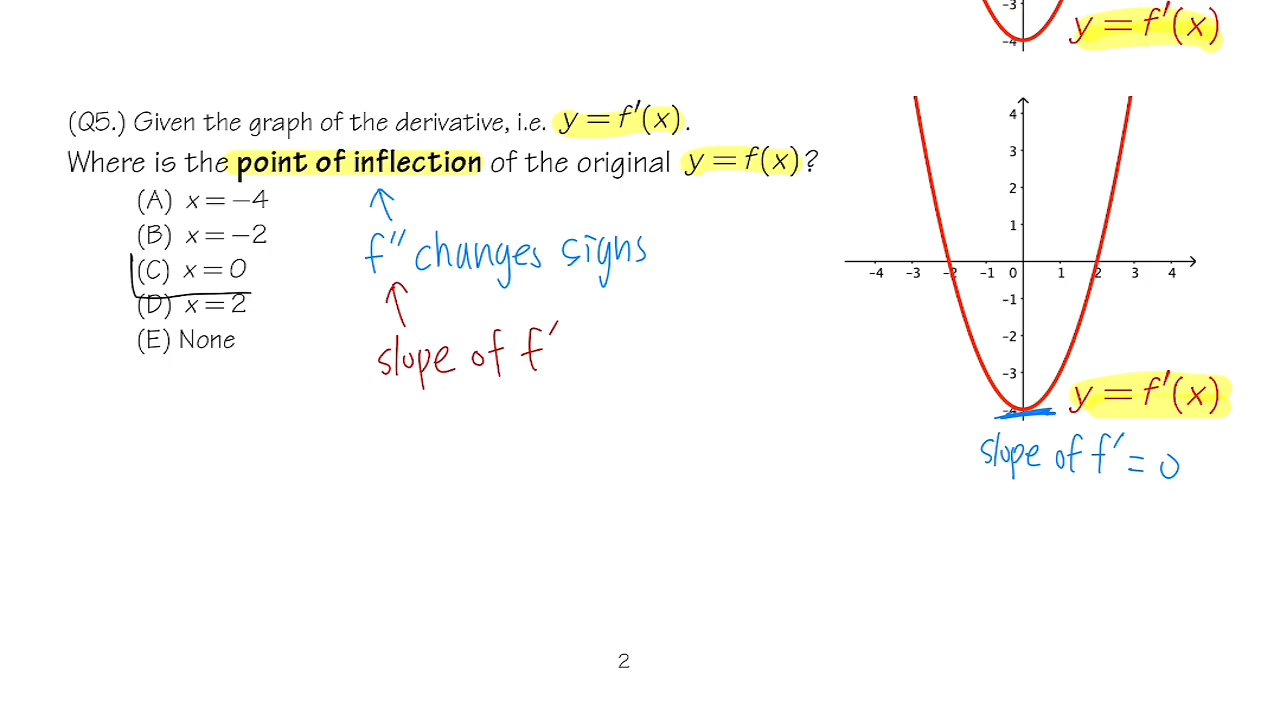 -3
-4
y = f'(x)
(Q5.) Given the graph of the derivative, i.e. y = f'(x).
Where is the point of inflection of the original y = f(x)?
(A) x = −4
(B) x = −2
(C) x = 0
(D) x = 2
(E) None
f'' changes signs
slope of f'
4
3
2
1
-4 -3 -2 -1 0 1 2 3 4
-1
-2
-3
-4
y = f'(x)
slope of f' = 0
2